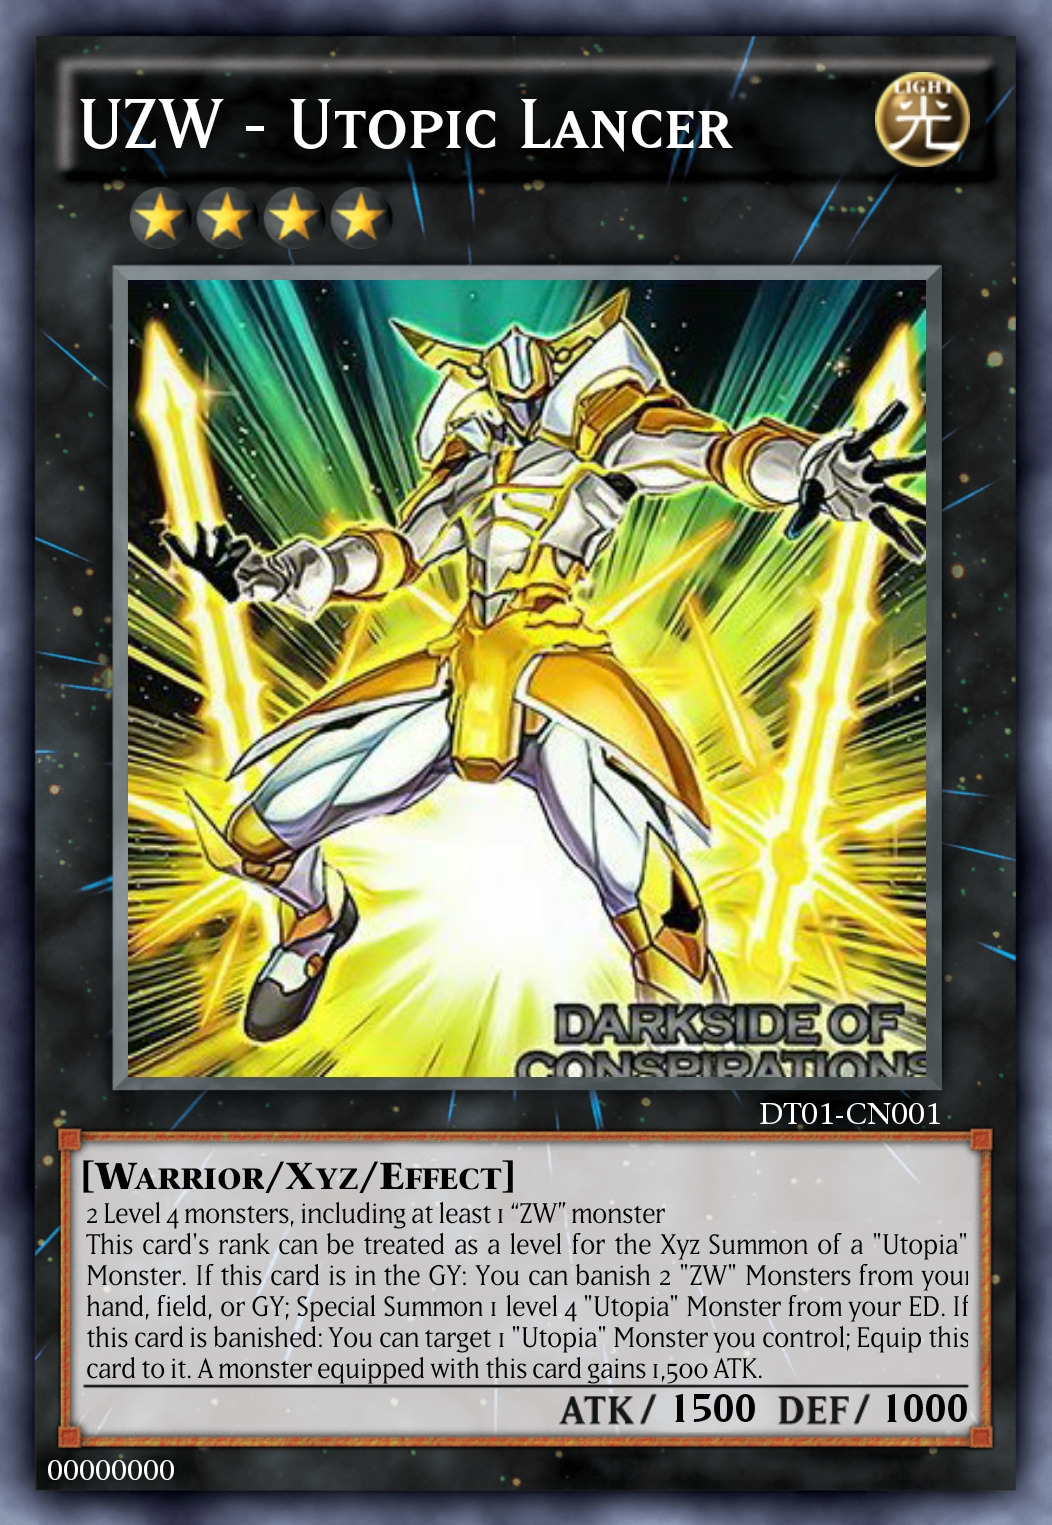 UZW - Utopic Lancer
LIGHT
光
DARKSIDE OF
CONSPIRATIONS
DT01-CN001
[Warrior/Xyz/Effect]
2 Level 4 monsters, including at least 1 “ZW” monster
This card's rank can be treated as a level for the Xyz Summon of a "Utopia"
Monster. If this card is in the GY: You can banish 2 "ZW" Monsters from your
hand, field, or GY; Special Summon 1 level 4 "Utopia" Monster from your ED. If
this card is banished: You can target 1 "Utopia" Monster you control; Equip this
card to it. A monster equipped with this card gains 1,500 ATK.
ATK/ 1500 DEF/ 1000
00000000